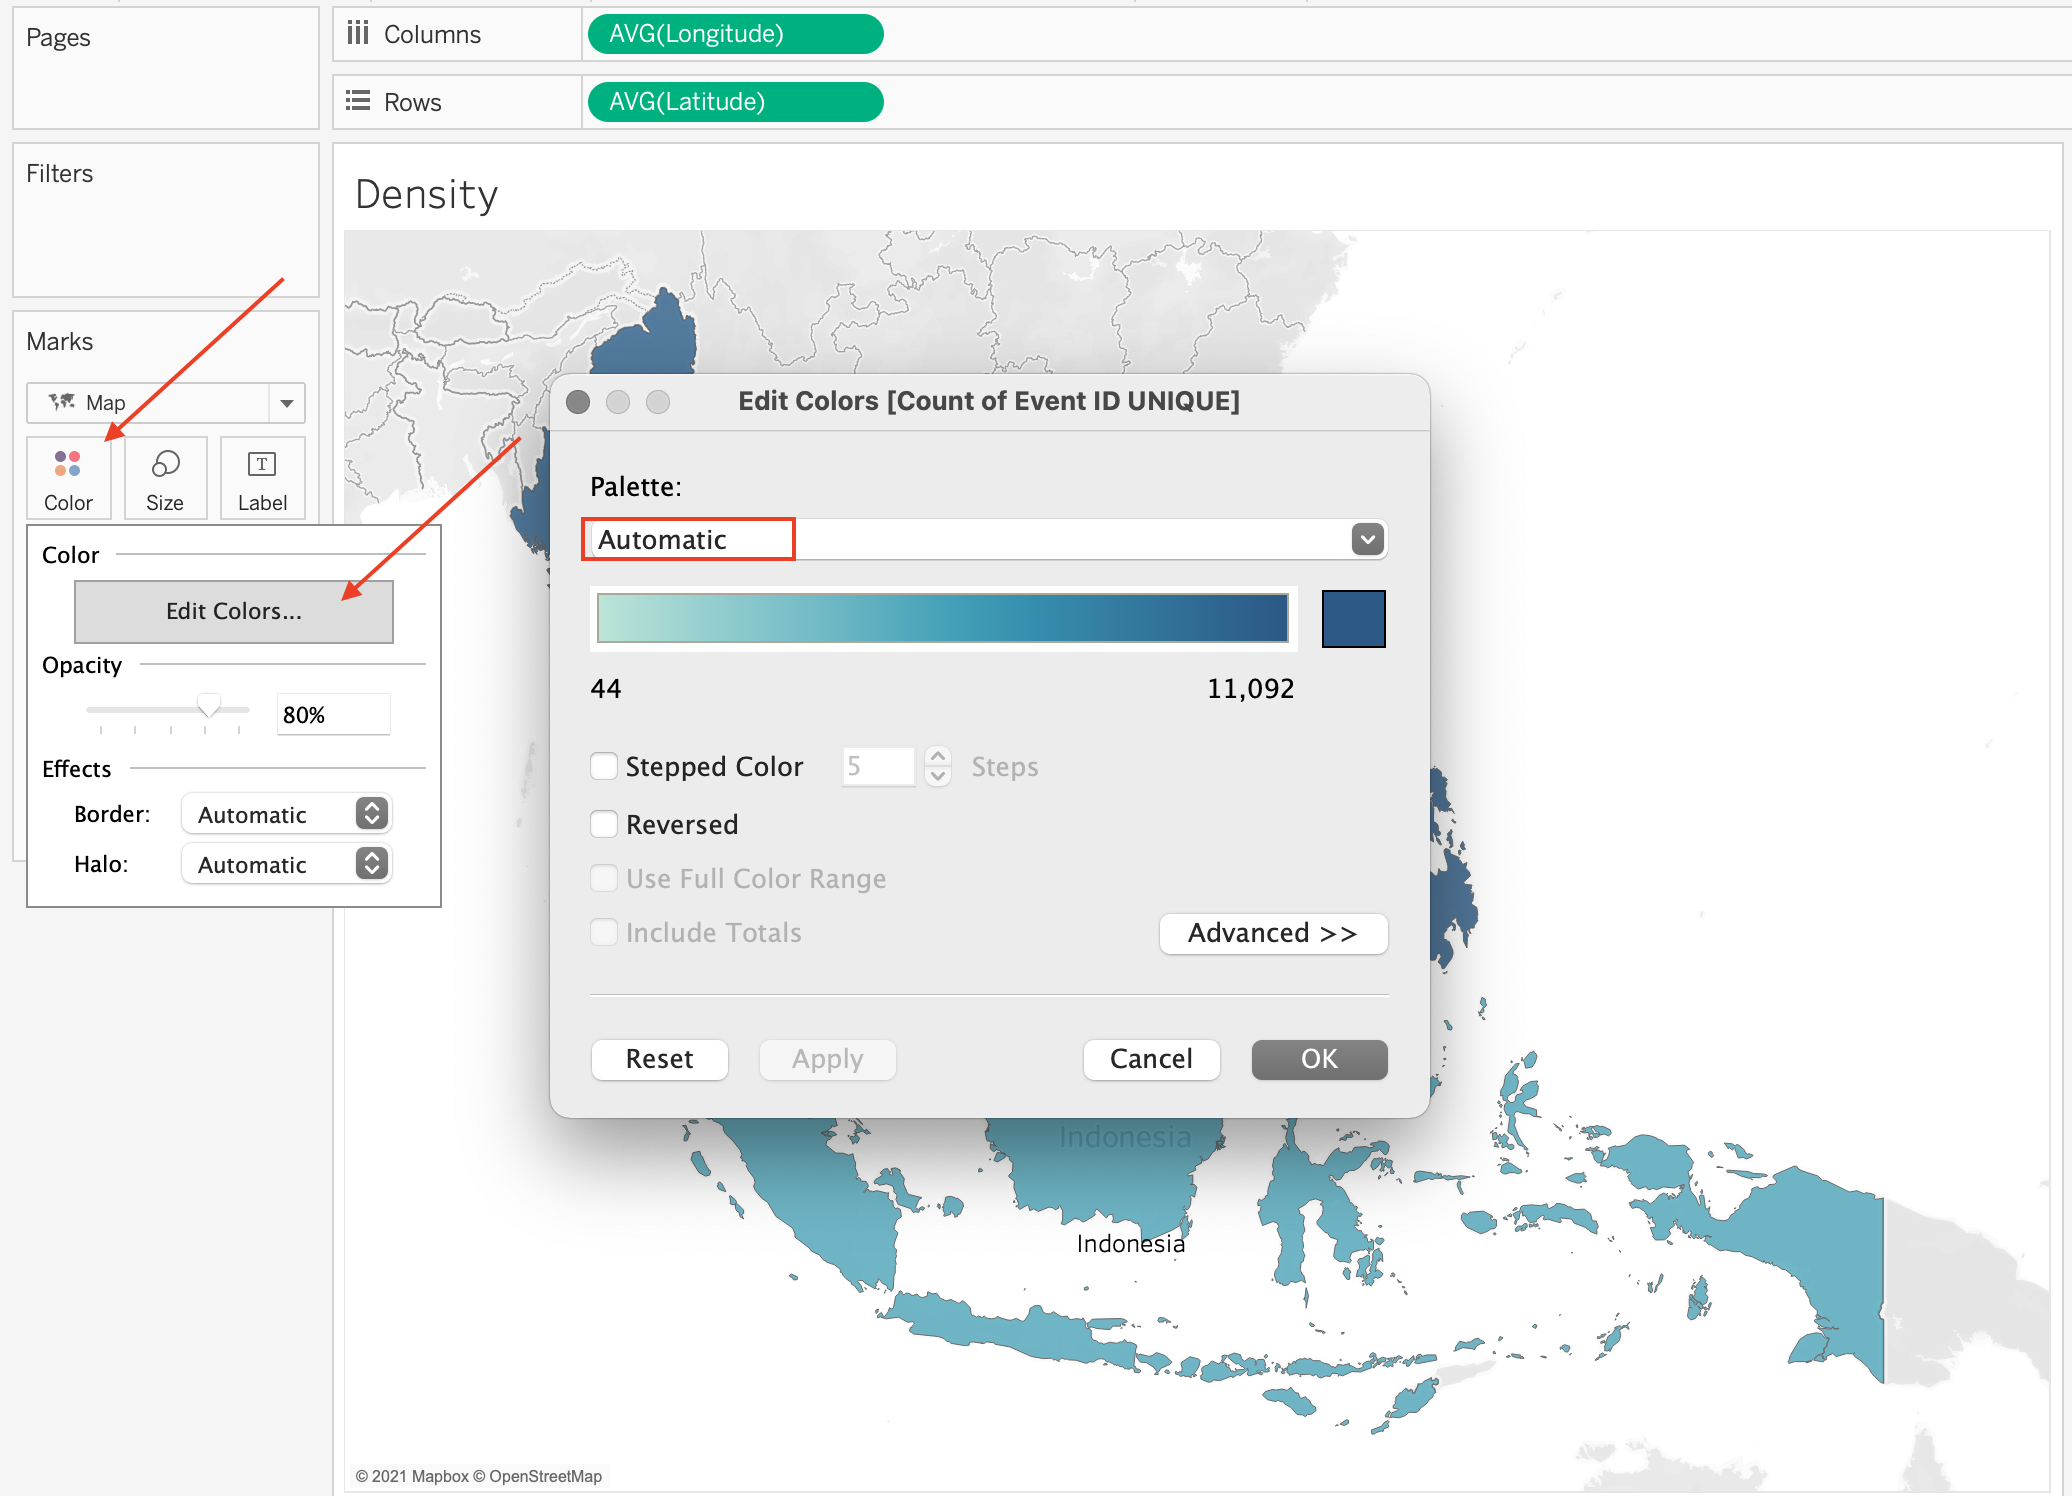 Pages
Columns
AVG(Longitude)
Rows
AVG(Latitude)
Filters
Density
Marks
Map
Color
Size
T
Label
Color
Edit Colors...
Opacity
80%
Effects
Border:
Automatic
Halo:
Automatic
Edit Colors [Count of Event ID UNIQUE]
Palette:
Automatic
44
11,092
Stepped Color
5
Steps
Reversed
Use Full Color Range
Include Totals
Advanced >>
Reset
Apply
Cancel
OK
Indonesia
Indonesia
© 2021 Mapbox © OpenStreetMap